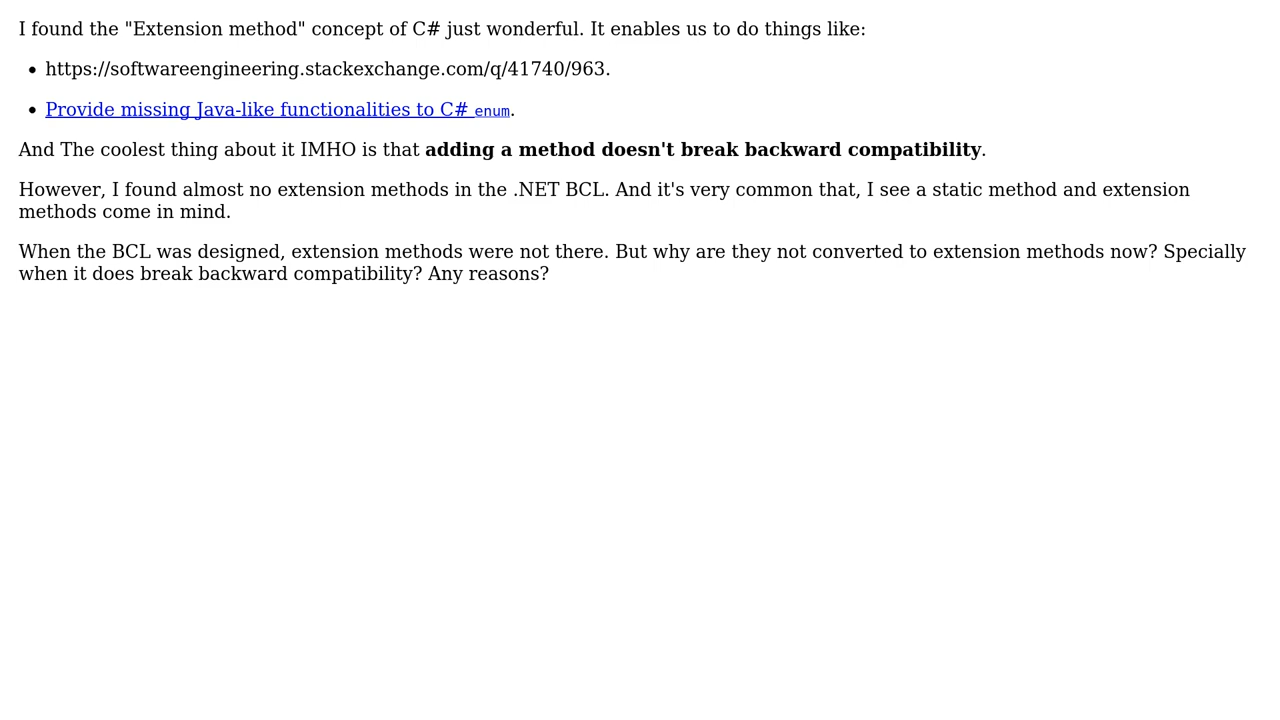 I found the "Extension method" concept of C# just wonderful. It enables us to do things like:
• https://softwareengineering.stackexchange.com/q/41740/963.
• Provide missing Java-like functionalities to C# enum.
And The coolest thing about it IMHO is that adding a method doesn't break backward compatibility.
However, I found almost no extension methods in the .NET BCL. And it's very common that, I see a static method and extension
methods come in mind.
When the BCL was designed, extension methods were not there. But why are they not converted to extension methods now? Specially
when it does break backward compatibility? Any reasons?